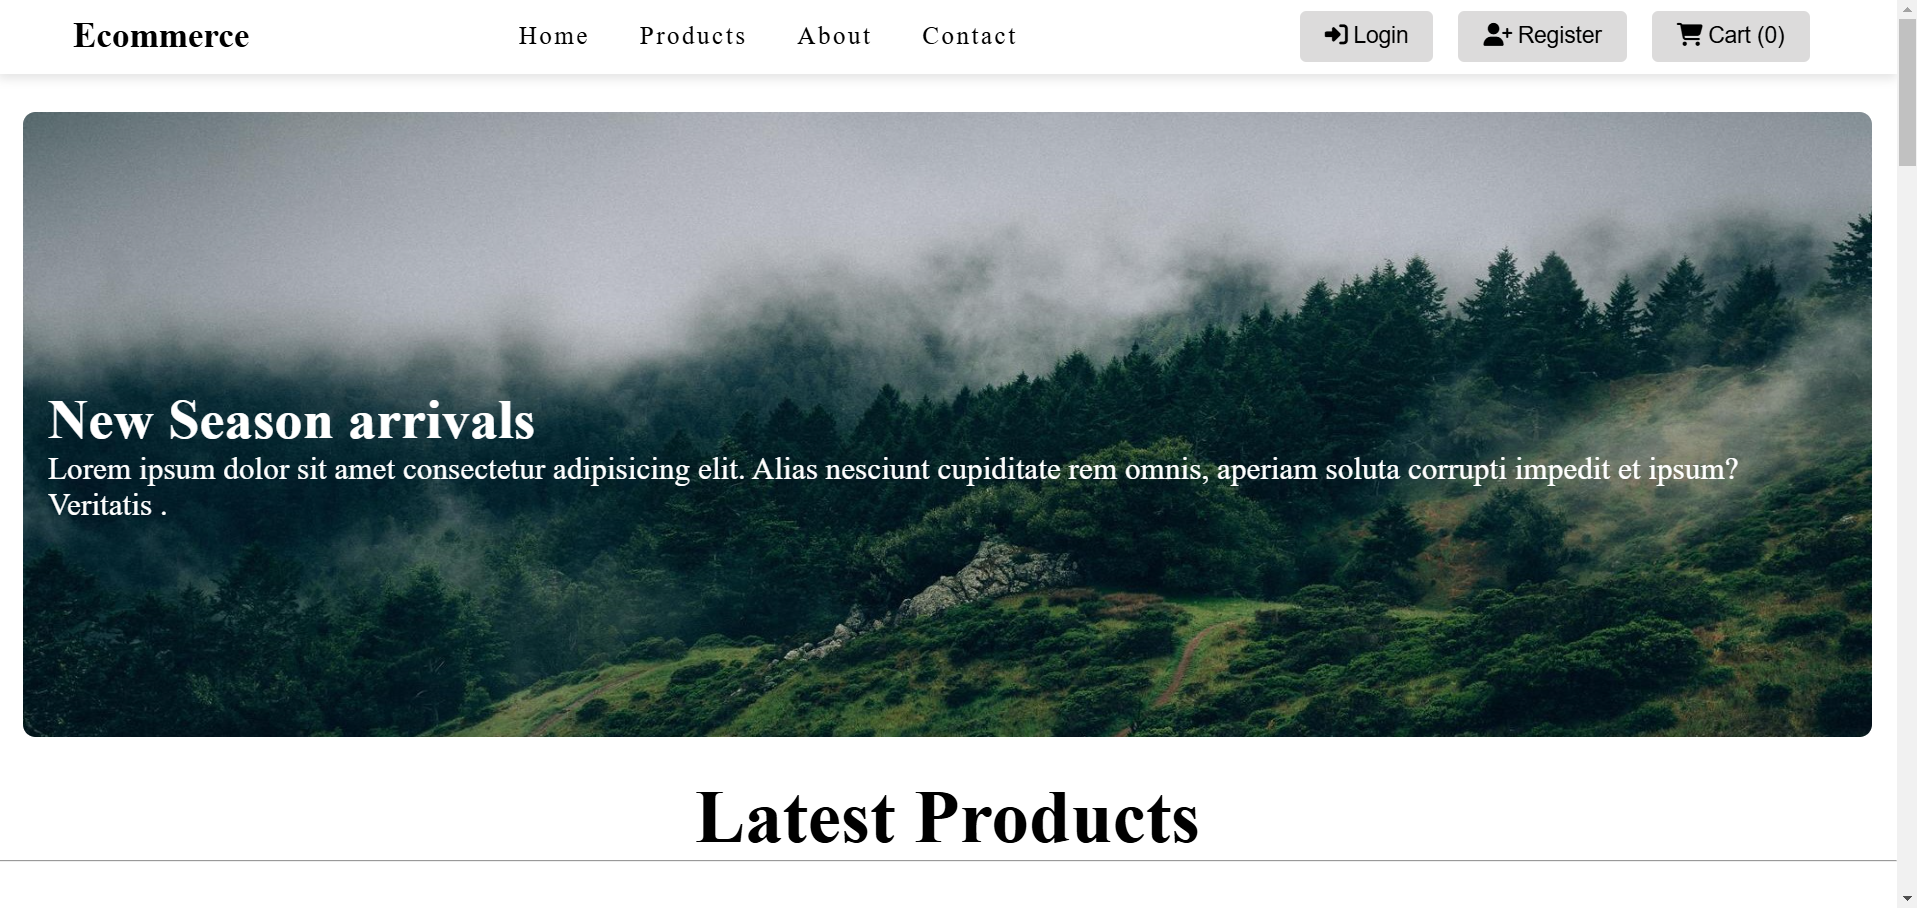 Ecommerce
Home Products About Contact
Login Register Cart (0)
New Season arrivals
Lorem ipsum dolor sit amet consectetur adipisicing elit. Alias nesciunt cupiditate rem omnis, aperiam soluta corrupti impedit et ipsum?
Veritatis .
Latest Products